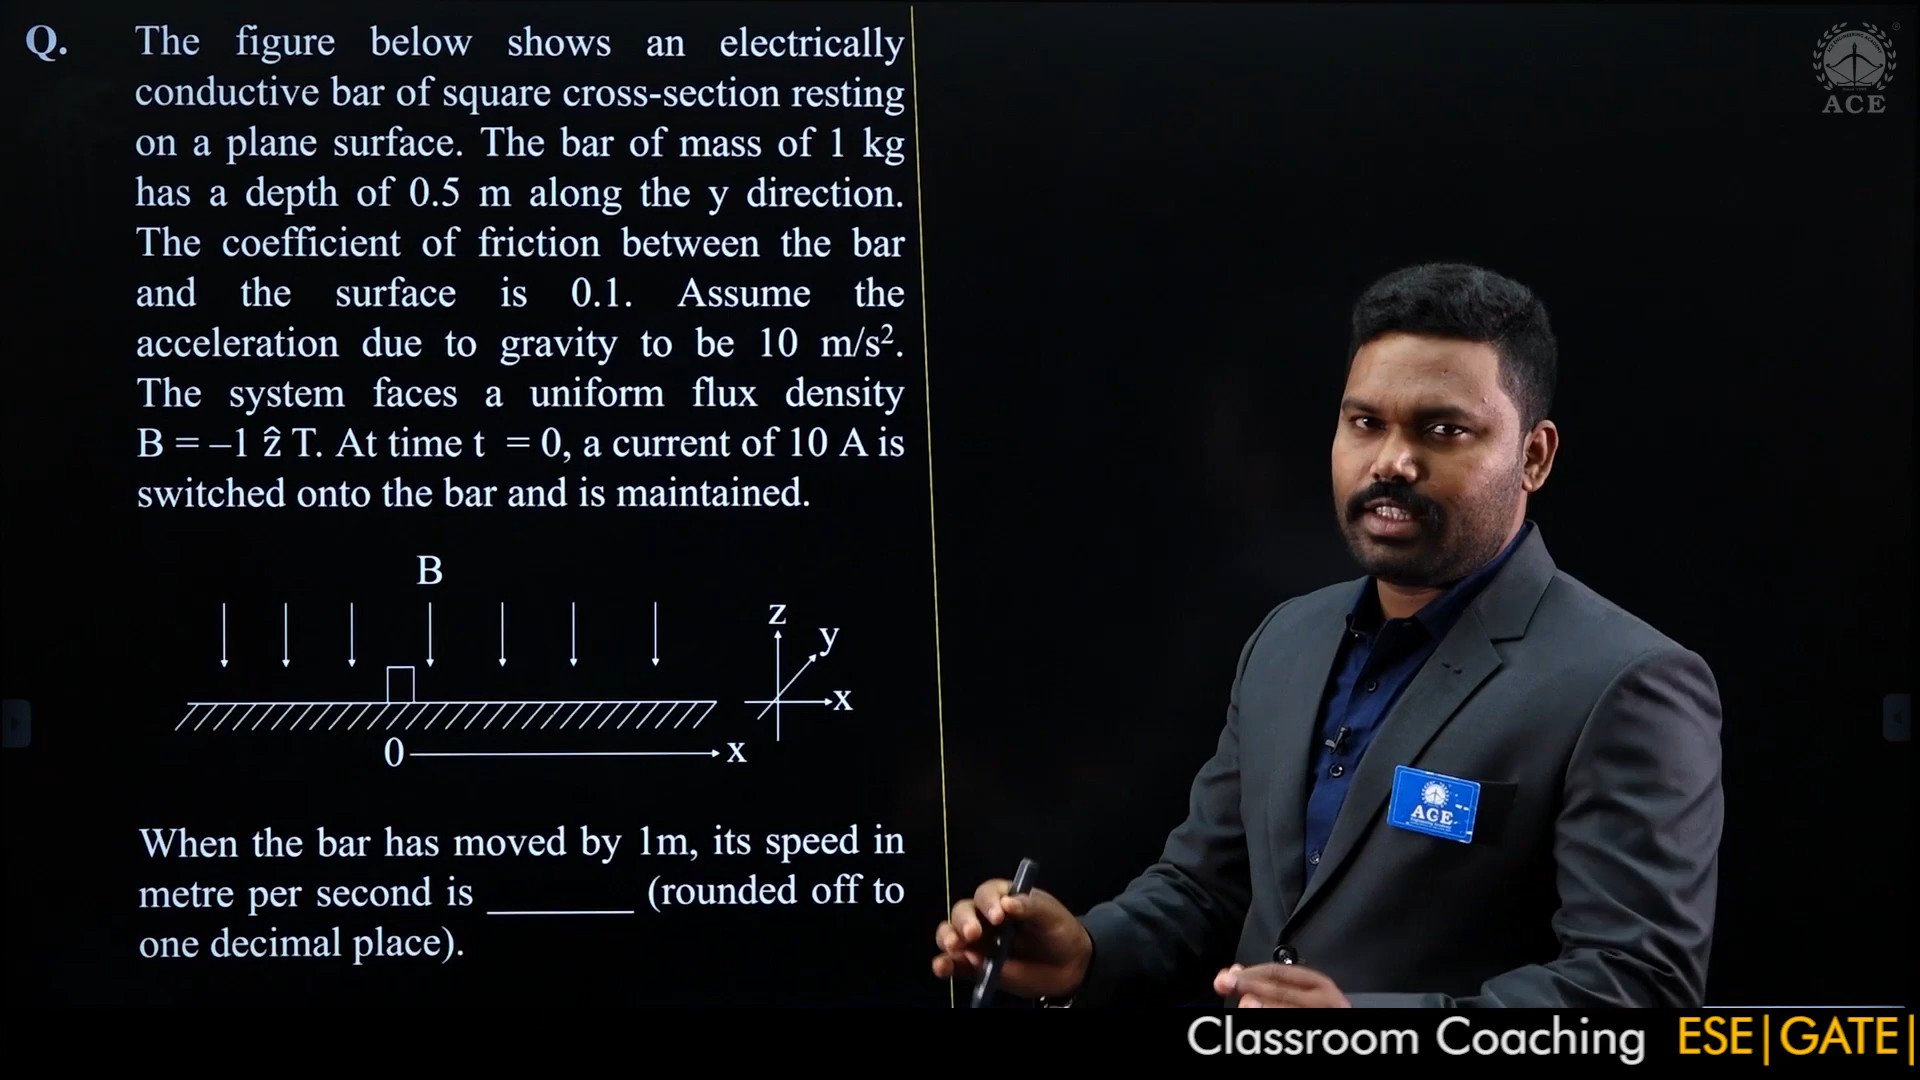 Q. The figure below shows an electrically
conductive bar of square cross-section resting
on a plane surface. The bar of mass of 1 kg
has a depth of 0.5 m along the y direction.
The coefficient of friction between the bar
and the surface is 0.1. Assume the
acceleration due to gravity to be 10 m/s².
The system faces a uniform flux density
B = –1 ẑ T. At time t = 0, a current of 10 A is
switched onto the bar and is maintained.
B
z
y
x
0
x
When the bar has moved by 1m, its speed in
metre per second is ______ (rounded off to
one decimal place).
ACE
ACE
Classroom Coaching ESE|GATE|